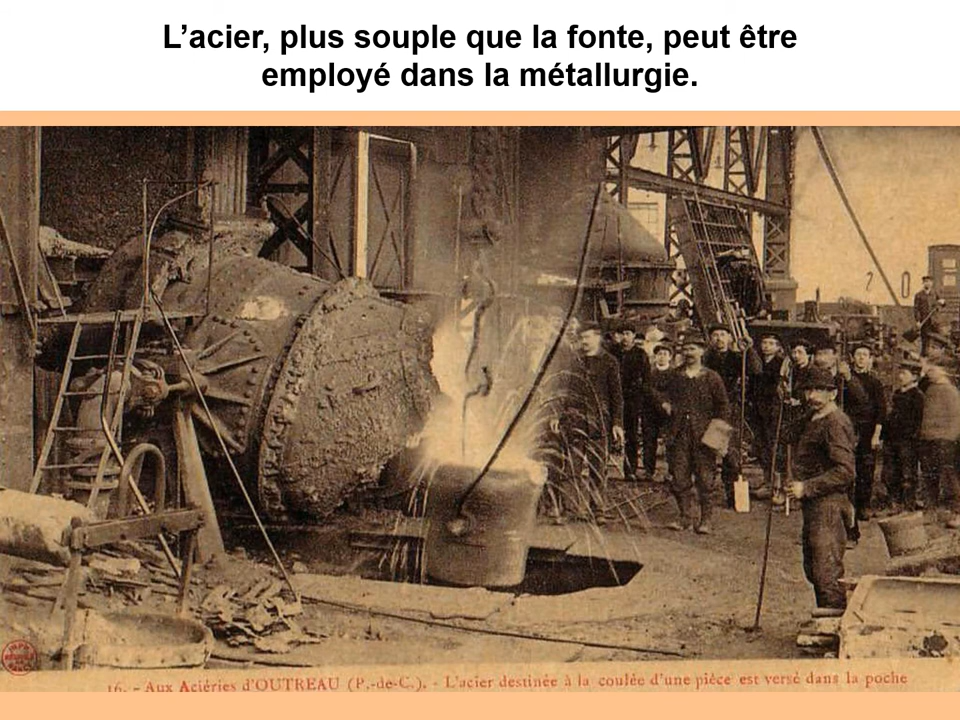 L’acier, plus souple que la fonte, peut être
employé dans la métallurgie.
16. - Aux Aciéries d'OUTREAU (P.-de-C.). - L'acier destinée à la coulée d'une pièce est versé dans la poche